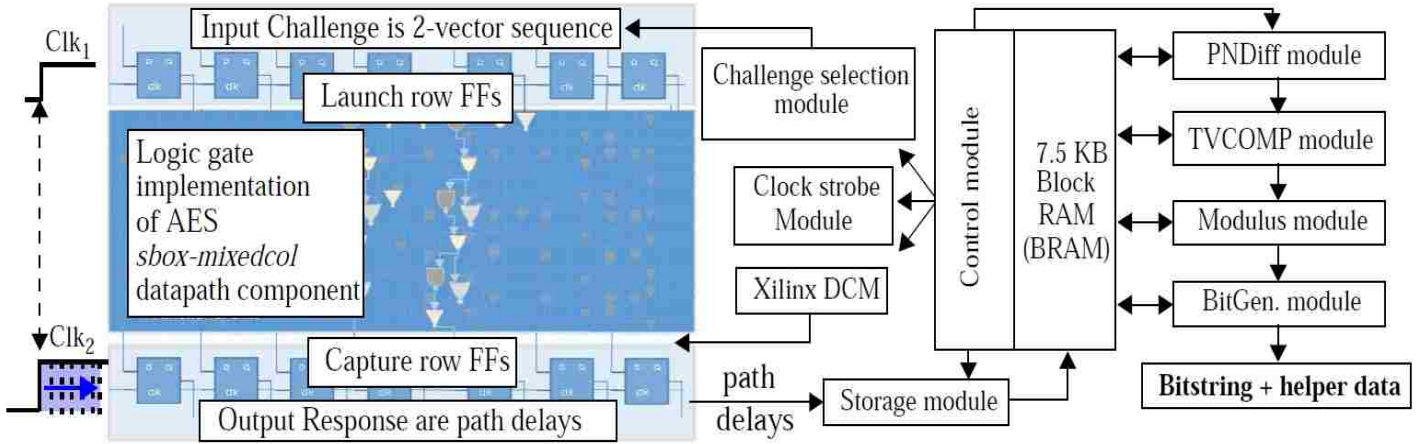 Clk1
Input Challenge is 2-vector sequence
Launch row FFs
Logic gate
implementation
of AES
sbox-mixedcol
datapath component
Clk2
Capture row FFs
Output Response are path delays
path
delays
Challenge selection
module
Clock strobe
Module
Xilinx DCM
Storage module
Control module
7.5 KB
Block
RAM
(BRAM)
PNDiff module
TVCOMP module
Modulus module
BitGen. module
Bitstring + helper data